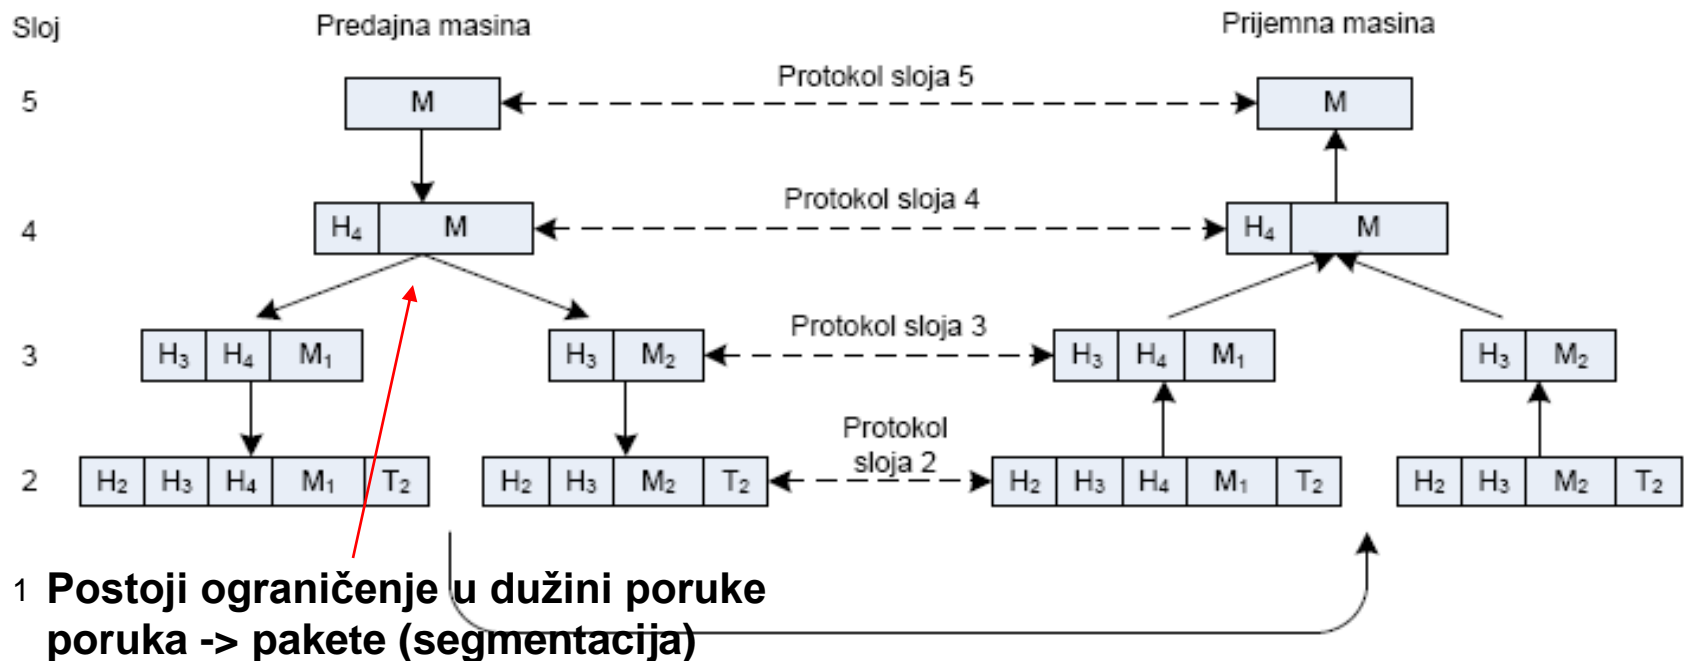 Sloj Predajna masina Prijemna masina
Protokol sloja 5
5 M M
Protokol sloja 4
4 H₄ M H₄ M
Protokol sloja 3
3 H₃ H₄ M₁ H₃ M₂ H₃ H₄ M₁ H₃ M₂
Protokol
sloja 2
2 H₂ H₃ H₄ M₁ T₂ H₂ H₃ M₂ T₂ H₂ H₃ H₄ M₁ T₂ H₂ H₃ M₂ T₂
1 Postoji ograničenje u dužini poruke
poruka -> pakete (segmentacija)